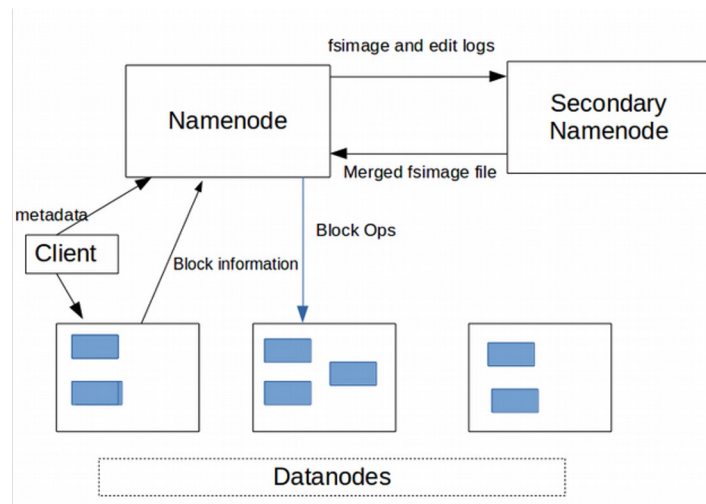 fsimage and edit logs
Namenode
Secondary
Namenode
Merged fsimage file
metadata
Block Ops
Client
Block information
Datanodes